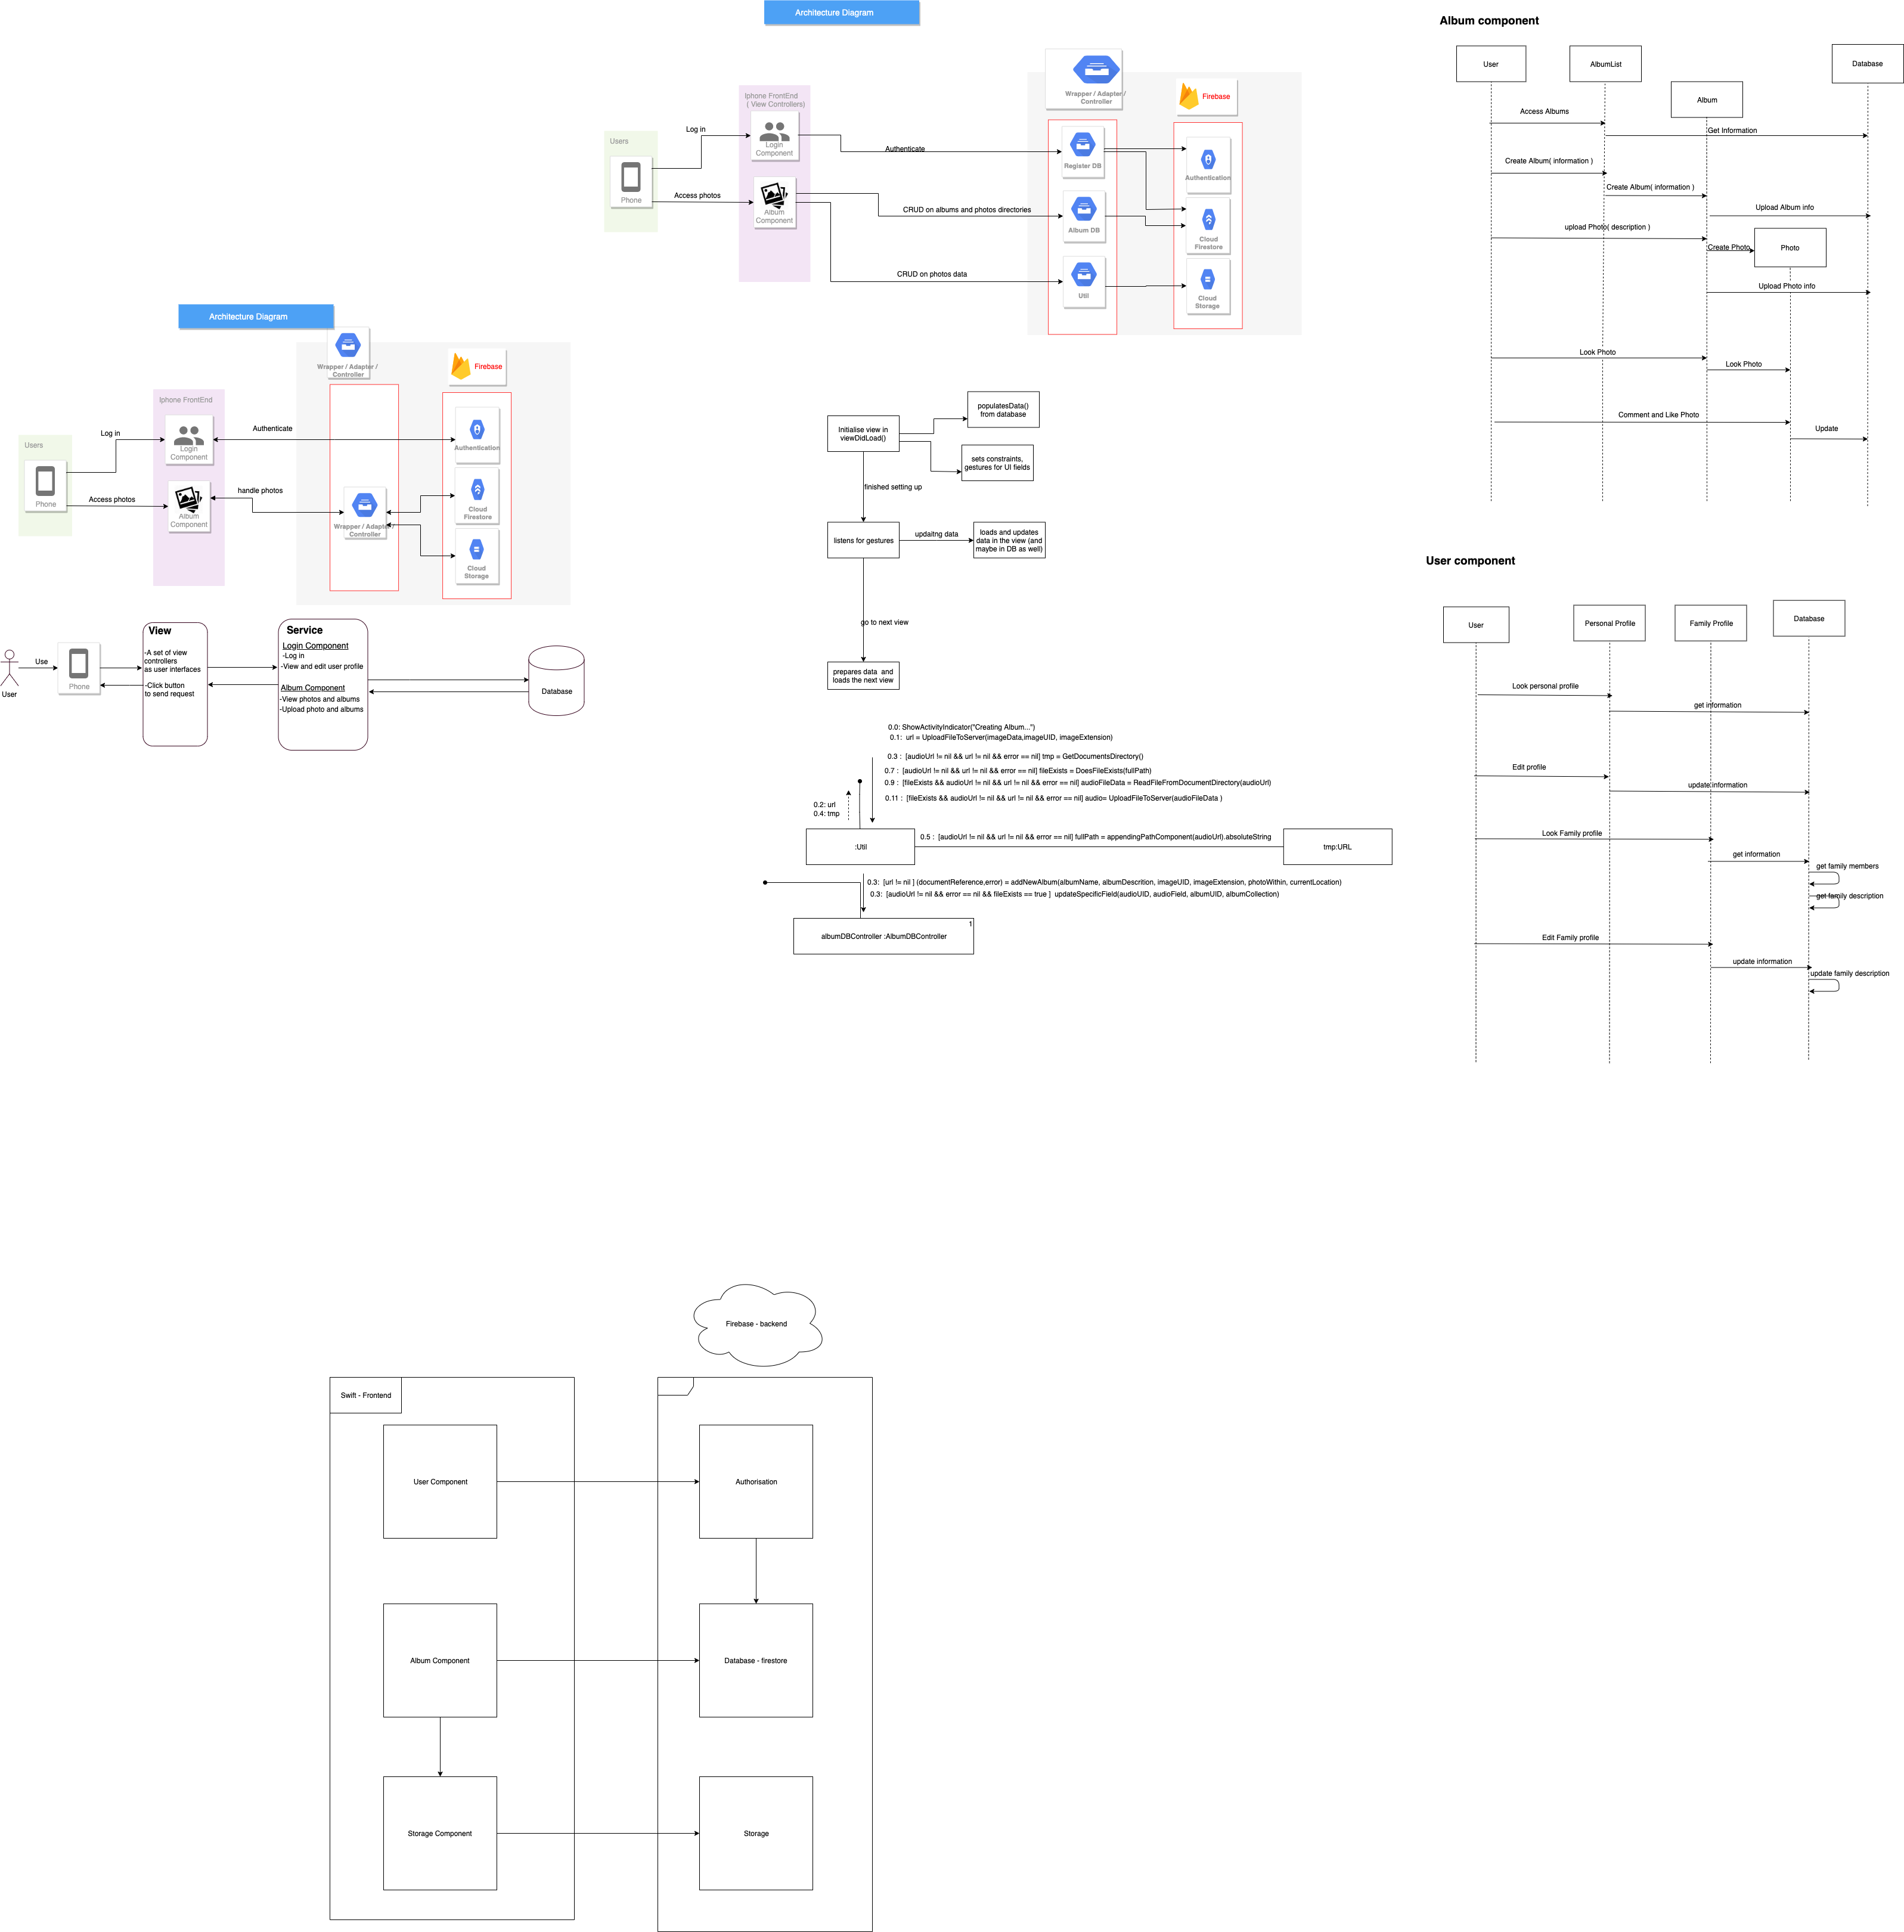 Architecture Diagram
Iphone FrontEnd
( View Controllers)
Users
Phone
Log in
Access photos
Login
Component
Album
Component
Authenticate
CRUD on albums and photos directories
CRUD on photos data
Wrapper / Adapter /
Controller
Register DB
Album DB
Util
Firebase
Authentication
Cloud
Firestore
Cloud
Storage
Architecture Diagram
Iphone FrontEnd
Users
Phone
Log in
Access photos
Login
Component
Album
Component
Authenticate
handle photos
Wrapper / Adapter /
Controller
Wrapper / Adapter /
Controller
Firebase
Authentication
Cloud
Firestore
Cloud
Storage
User
Use
Phone
View
-A set of view
controllers
as user interfaces
-Click button
to send request
Service
Login Component
-Log in
-View and edit user profile
Album Component
-View photos and albums
-Upload photo and albums
Database
Initialise view in
viewDidLoad()
populatesData()
from database
sets constraints,
gestures for UI fields
finished setting up
listens for gestures
updaitng data
loads and updates
data in the view (and
maybe in DB as well)
go to next view
prepares data  and
loads the next view
0.0: ShowActivityIndicator("Creating Album...")
0.1:  url = UploadFileToServer(imageData,imageUID, imageExtension)
0.3 :  [audioUrl != nil && url != nil && error == nil] tmp = GetDocumentsDirectory()
0.7 :  [audioUrl != nil && url != nil && error == nil] fileExists = DoesFileExists(fullPath)
0.9 :  [fileExists && audioUrl != nil && url != nil && error == nil] audioFileData = ReadFileFromDocumentDirectory(audioUrl)
0.11 :  [fileExists && audioUrl != nil && url != nil && error == nil] audio= UploadFileToServer(audioFileData )
0.2: url
0.4: tmp
:Util
0.5 :  [audioUrl != nil && url != nil && error == nil] fullPath = appendingPathComponent(audioUrl).absoluteString
tmp:URL
0.3:  [url != nil ] (documentReference,error) = addNewAlbum(albumName, albumDescrition, imageUID, imageExtension, photoWithin, currentLocation)
0.3:  [audioUrl != nil && error == nil && fileExists == true ]  updateSpecificField(audioUID, audioField, albumUID, albumCollection)
1
albumDBController :AlbumDBController
Album component
User
AlbumList
Album
Database
Access Albums
Get Information
Create Album( information )
Create Album( information )
Upload Album info
upload Photo( description )
Create Photo
Photo
Upload Photo info
Look Photo
Look Photo
Comment and Like Photo
Update
User component
User
Personal Profile
Family Profile
Database
Look personal profile
get information
Edit profile
update information
Look Family profile
get information
get family members
get family description
Edit Family profile
update information
update family description
Firebase - backend
Swift - Frontend
User Component
Authorisation
Album Component
Database - firestore
Storage Component
Storage